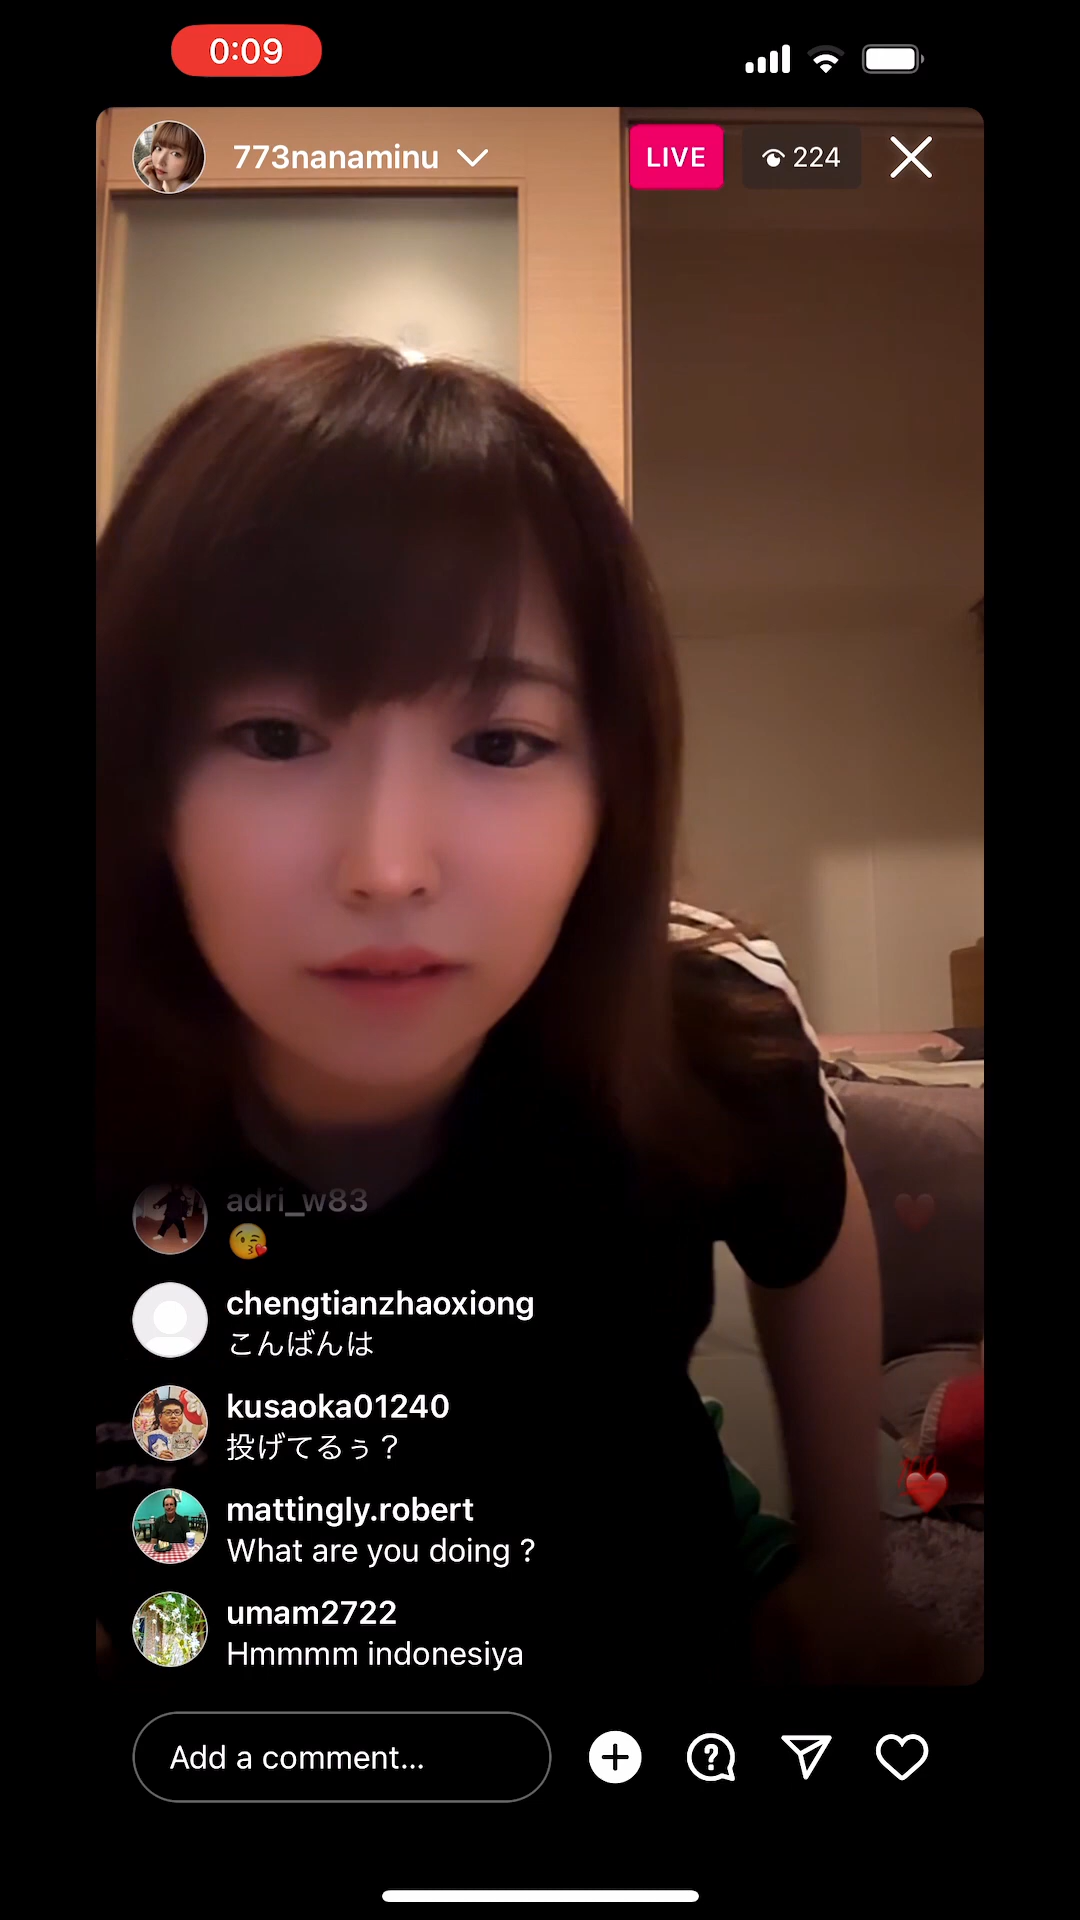 0:09
773nanaminu
LIVE
224
adri_w83
😘
chengtianzhaoxiong
こんばんは
kusaoka01240
投げてるぅ？
mattingly.robert
What are you doing ?
umam2722
Hmmmm indonesiya
Add a comment...